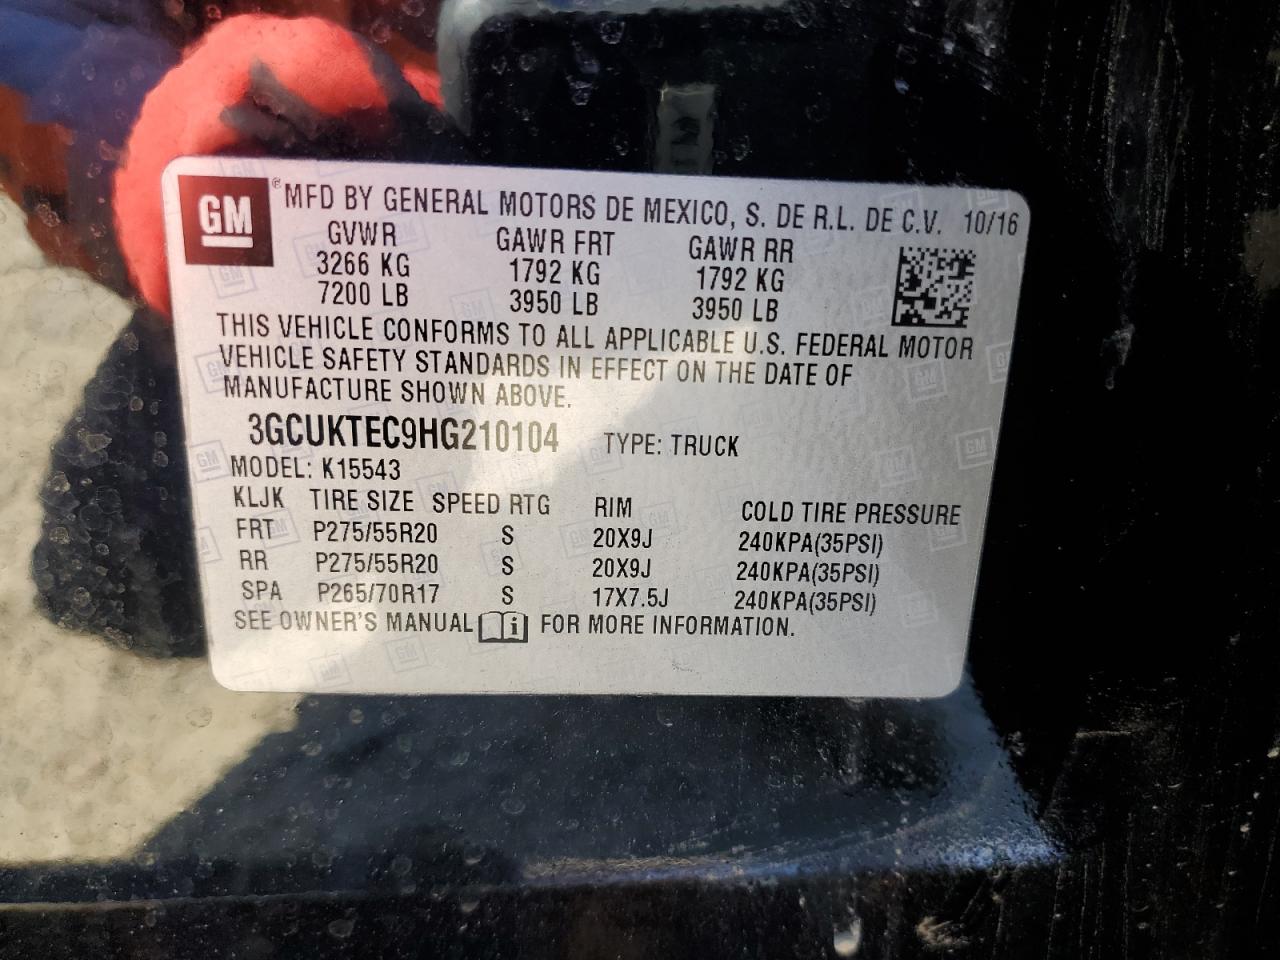 GM ® MFD BY GENERAL MOTORS DE MEXICO, S. DE R.L. DE C.V. 10/16
GVWR GAWR FRT GAWR RR
3266 KG 1792 KG 1792 KG
7200 LB 3950 LB 3950 LB
THIS VEHICLE CONFORMS TO ALL APPLICABLE U.S. FEDERAL MOTOR
VEHICLE SAFETY STANDARDS IN EFFECT ON THE DATE OF
MANUFACTURE SHOWN ABOVE.
3GCUKTEC9HG210104 TYPE: TRUCK
MODEL: K15543
KLJK TIRE SIZE SPEED RTG RIM COLD TIRE PRESSURE
FRT P275/55R20 S 20X9J 240KPA(35PSI)
RR P275/55R20 S 20X9J 240KPA(35PSI)
SPA P265/70R17 S 17X7.5J 240KPA(35PSI)
SEE OWNER'S MANUAL i FOR MORE INFORMATION.